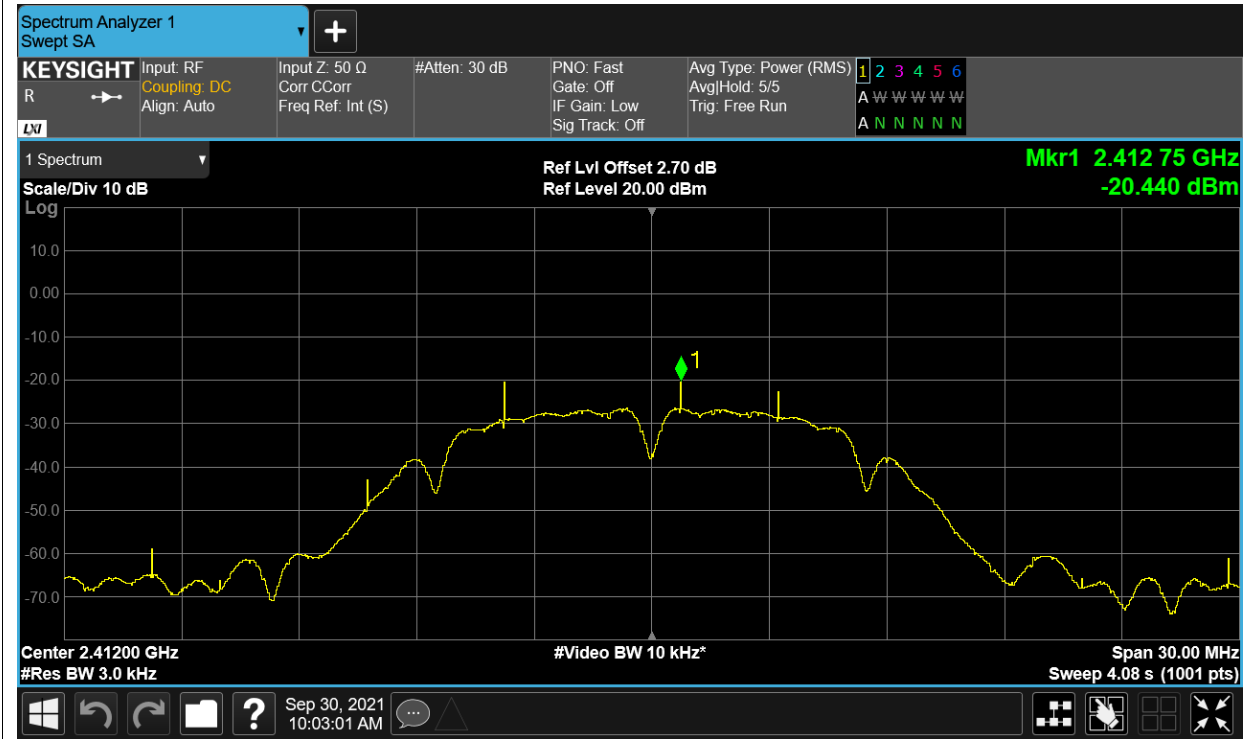 Spectrum Analyzer 1
Swept SA
+
KEYSIGHT
R
LXI
Input: RF
Coupling: DC
Align: Auto
Input Z: 50 Ω
Corr CCorr
Freq Ref: Int (S)
#Atten: 30 dB
PNO: Fast
Gate: Off
IF Gain: Low
Sig Track: Off
Avg Type: Power (RMS)
Avg|Hold: 5/5
Trig: Free Run
1 2 3 4 5 6
A W W W W W
A N N N N N
1 Spectrum
Scale/Div 10 dB
Log
Ref Lvl Offset 2.70 dB
Ref Level 20.00 dBm
Mkr1 2.412 75 GHz
-20.440 dBm
10.0
0.00
-10.0
-20.0
-30.0
-40.0
-50.0
-60.0
-70.0
1
Center 2.41200 GHz
#Res BW 3.0 kHz
#Video BW 10 kHz*
Span 30.00 MHz
Sweep 4.08 s (1001 pts)
?
Sep 30, 2021
10:03:01 AM